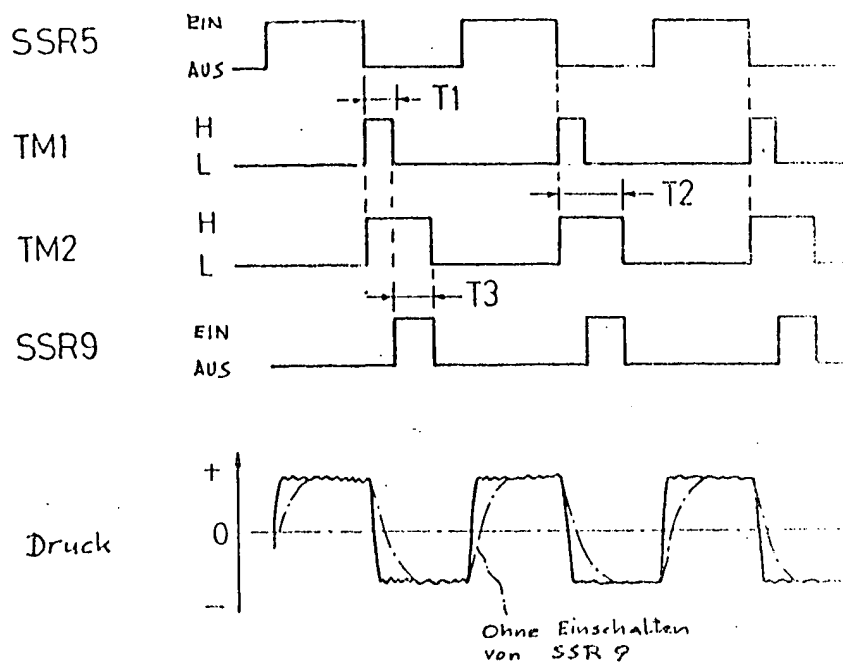 SSR5
EIN
AUS
T1
TM1
H
L
T2
TM2
H
L
T3
SSR9
EIN
AUS
Druck
+
0
–
Ohne Einschalten
von SSR 9